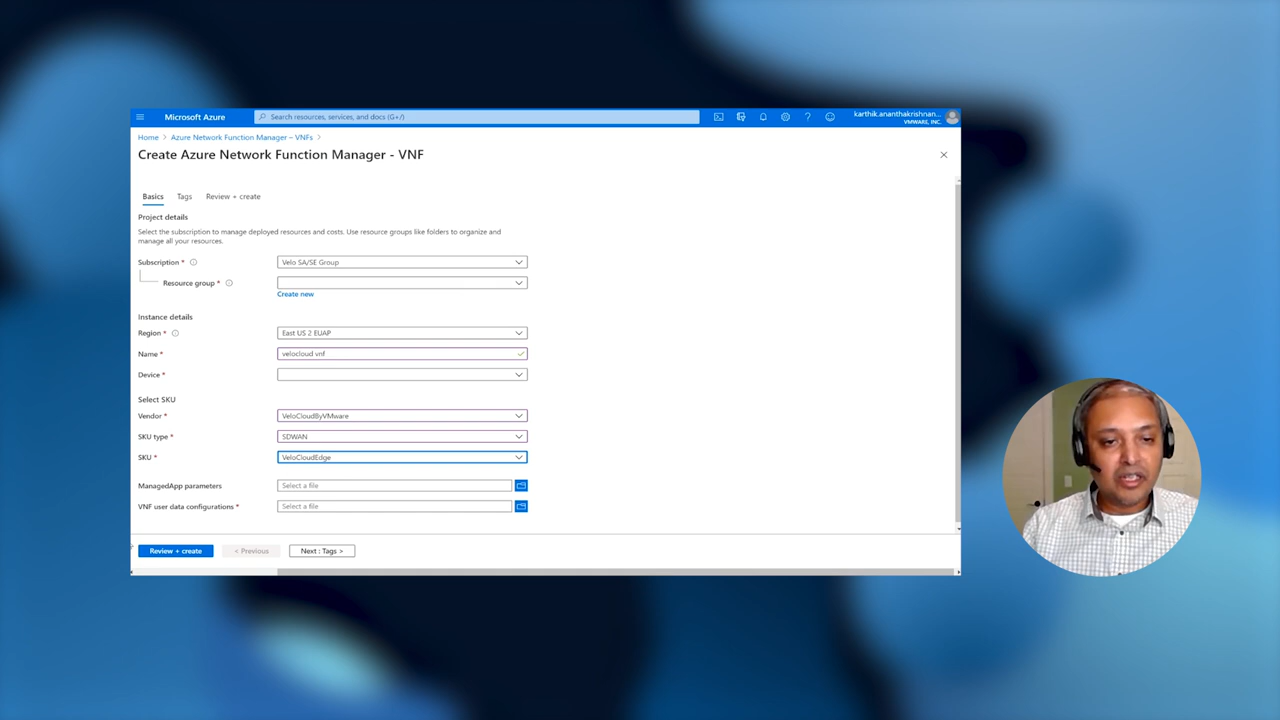 Microsoft Azure
Search resources, services, and docs (G+/)
karthik.ananthakrishnan...
VMWARE, INC.
Home > Azure Network Function Manager – VNFs >
Create Azure Network Function Manager - VNF
Basics
Tags
Review + create
Project details
Select the subscription to manage deployed resources and costs. Use resource groups like folders to organize and
manage all your resources.
Subscription *
Velo SA/SE Group
Resource group *
Create new
Instance details
Region *
East US 2 EUAP
Name *
velocloud vnf
Device *
Select SKU
Vendor *
VeloCloudByVMware
SKU type *
SDWAN
SKU *
VeloCloudEdge
ManagedApp parameters
Select a file
VNF user data configurations *
Select a file
Review + create
< Previous
Next : Tags >